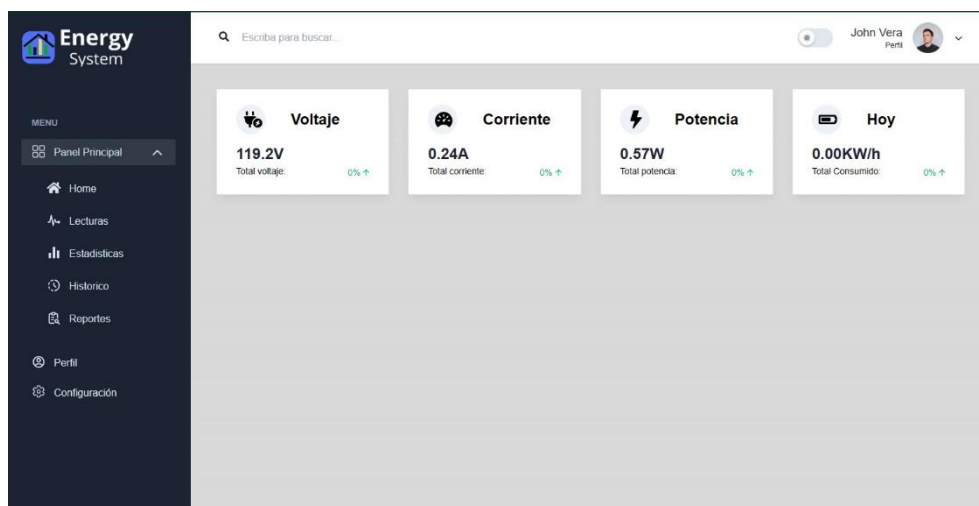 Energy
System
MENU
Panel Principal
Home
Lecturas
Estadisticas
Historico
Reportes
Perfil
Configuración
Escriba para buscar...
John Vera
Perfil
Voltaje
119.2V
Total voltaje:
0%
Corriente
0.24A
Total corriente:
0%
Potencia
0.57W
Total potencia:
0%
Hoy
0.00KW/h
Total Consumido:
0%